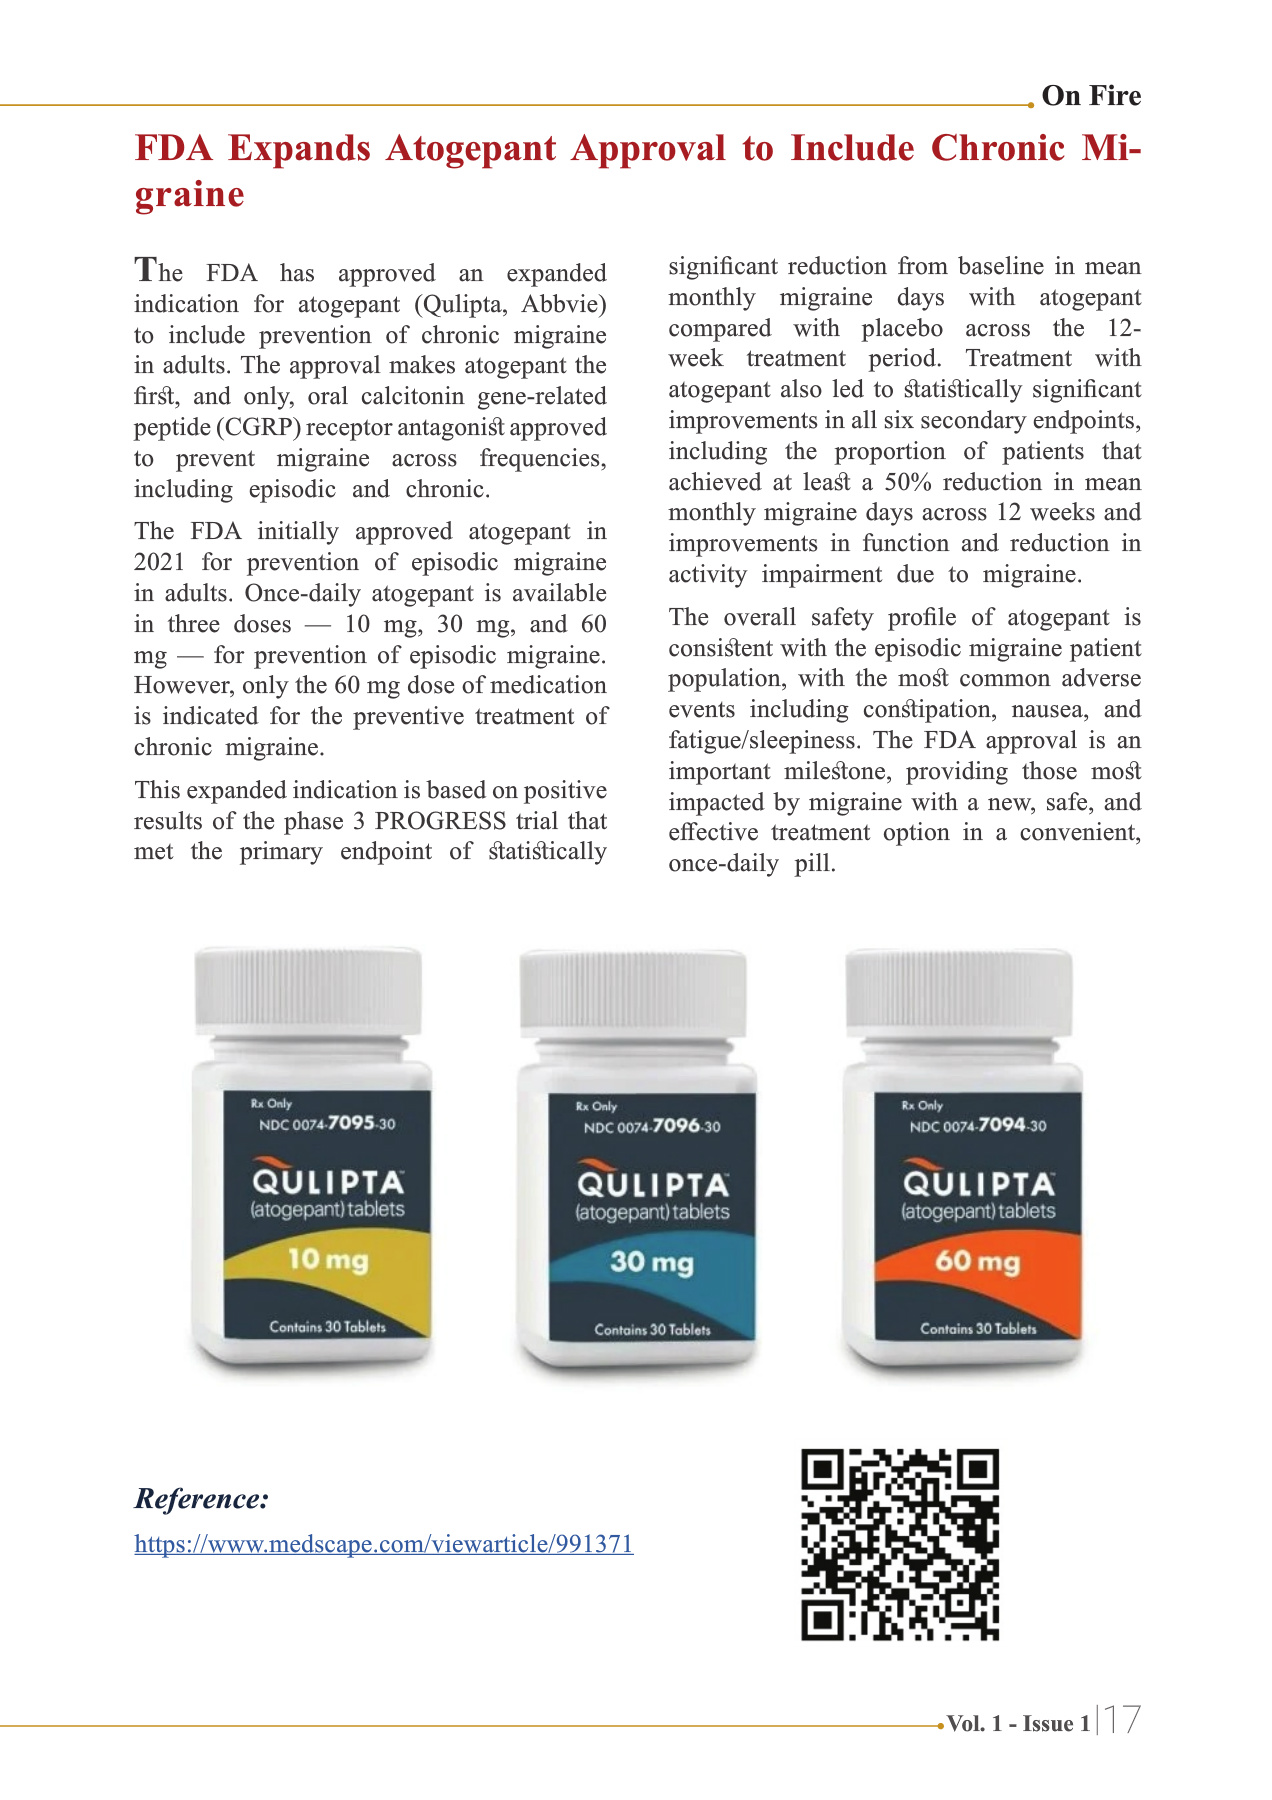 On Fire
FDA Expands Atogepant Approval to Include Chronic Mi-
graine
The FDA has approved an expanded
indication for atogepant (Qulipta, Abbvie)
to include prevention of chronic migraine
in adults. The approval makes atogepant the
first, and only, oral calcitonin gene-related
peptide (CGRP) receptor antagonist approved
to prevent migraine across frequencies,
including episodic and chronic.
The FDA initially approved atogepant in
2021 for prevention of episodic migraine
in adults. Once-daily atogepant is available
in three doses — 10 mg, 30 mg, and 60
mg — for prevention of episodic migraine.
However, only the 60 mg dose of medication
is indicated for the preventive treatment of
chronic migraine.
This expanded indication is based on positive
results of the phase 3 PROGRESS trial that
met the primary endpoint of statistically
significant reduction from baseline in mean
monthly migraine days with atogepant
compared with placebo across the 12-
week treatment period. Treatment with
atogepant also led to statistically significant
improvements in all six secondary endpoints,
including the proportion of patients that
achieved at least a 50% reduction in mean
monthly migraine days across 12 weeks and
improvements in function and reduction in
activity impairment due to migraine.
The overall safety profile of atogepant is
consistent with the episodic migraine patient
population, with the most common adverse
events including constipation, nausea, and
fatigue/sleepiness. The FDA approval is an
important milestone, providing those most
impacted by migraine with a new, safe, and
effective treatment option in a convenient,
once-daily pill.
Rx Only
NDC 0074-7095-30
QULIPTA™
(atogepant) tablets
10 mg
Contains 30 Tablets
Rx Only
NDC 0074-7096-30
QULIPTA™
(atogepant) tablets
30 mg
Contains 30 Tablets
Rx Only
NDC 0074-7094-30
QULIPTA™
(atogepant) tablets
60 mg
Contains 30 Tablets
Reference:
https://www.medscape.com/viewarticle/991371
Vol. 1 - Issue 1|17